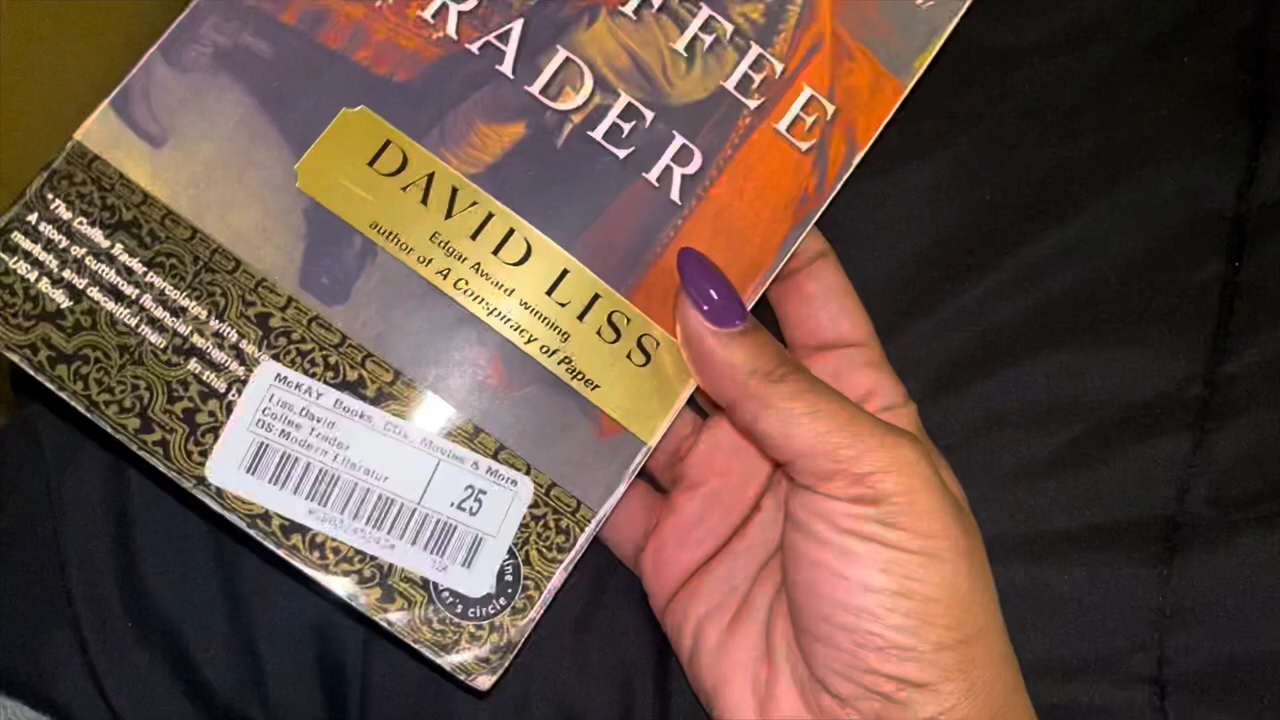 FFEE
RADER
DAVID LISS
Edgar Award winning
author of A Conspiracy of Paper
"The Coffee Trader percolates with
A story of cutthroat financial schemes,
markets, and deceitful men in this
—USA Today
McKAY Books, CDs, Movies & More
Liss,David
Coffee Trader
GS:Modern Literatur
.25
er's circle